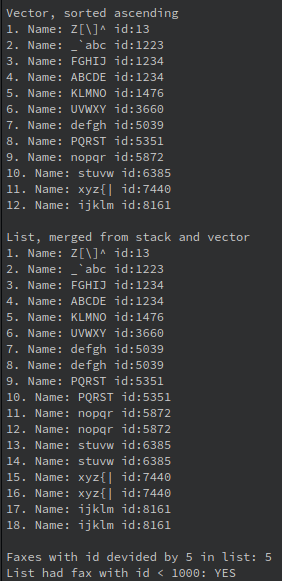 Vector, sorted ascending
1. Name: Z[\]^ id:13
2. Name: _`abc id:1223
3. Name: FGHIJ id:1234
4. Name: ABCDE id:1234
5. Name: KLMNO id:1476
6. Name: UVWXY id:3660
7. Name: defgh id:5039
8. Name: PQRST id:5351
9. Name: nopqr id:5872
10. Name: stuvw id:6385
11. Name: xyz{| id:7440
12. Name: ijklm id:8161

List, merged from stack and vector
1. Name: Z[\]^ id:13
2. Name: _`abc id:1223
3. Name: FGHIJ id:1234
4. Name: ABCDE id:1234
5. Name: KLMNO id:1476
6. Name: UVWXY id:3660
7. Name: defgh id:5039
8. Name: defgh id:5039
9. Name: PQRST id:5351
10. Name: PQRST id:5351
11. Name: nopqr id:5872
12. Name: nopqr id:5872
13. Name: stuvw id:6385
14. Name: stuvw id:6385
15. Name: xyz{| id:7440
16. Name: xyz{| id:7440
17. Name: ijklm id:8161
18. Name: ijklm id:8161

Faxes with id devided by 5 in list: 5
List had fax with id < 1000: YES